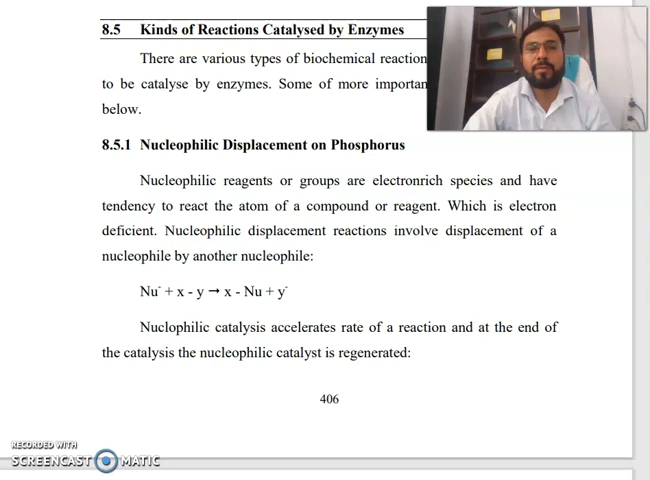 8.5 Kinds of Reactions Catalysed by Enzymes
There are various types of biochemical reaction
to be catalyse by enzymes. Some of more importan
below.
8.5.1 Nucleophilic Displacement on Phosphorus
Nucleophilic reagents or groups are electronrich species and have
tendency to react the atom of a compound or reagent. Which is electron
deficient. Nucleophilic displacement reactions involve displacement of a
nucleophile by another nucleophile:
Nu⁻ + x - y → x - Nu + y⁻
Nuclophilic catalysis accelerates rate of a reaction and at the end of
the catalysis the nucleophilic catalyst is regenerated:
406
RECORDED WITH
SCREENCAST MATIC